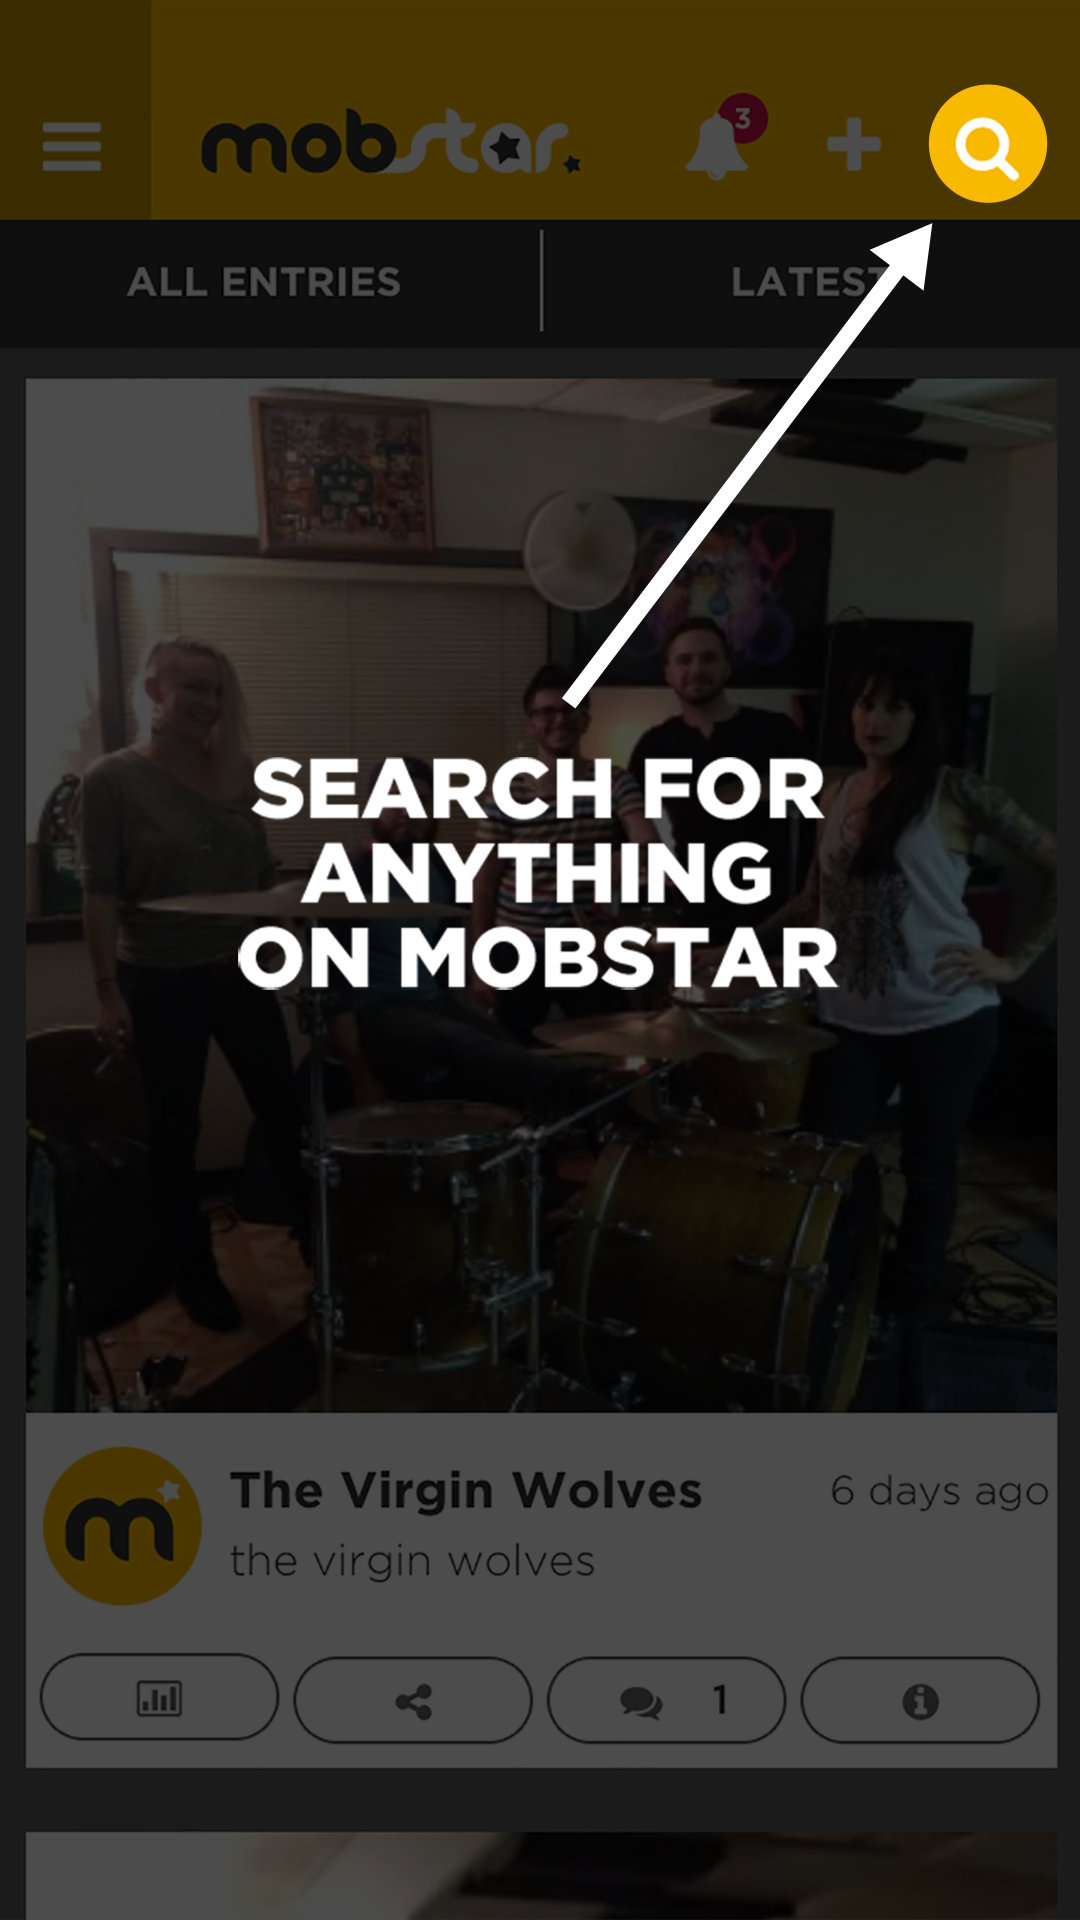 mobstar.
3
ALL ENTRIES
LATEST
SEARCH FOR
ANYTHING
ON MOBSTAR
m
The Virgin Wolves
6 days ago
the virgin wolves
1